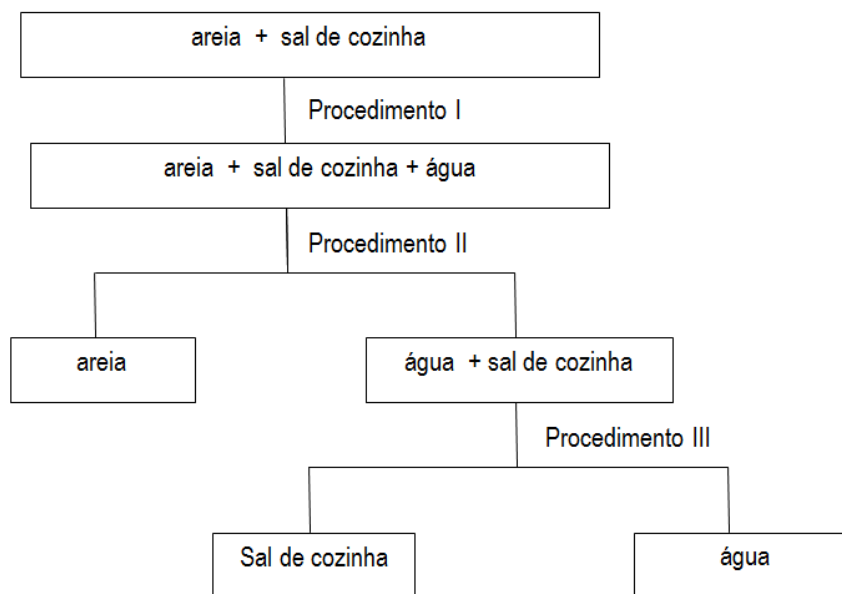 areia + sal de cozinha
Procedimento I
areia + sal de cozinha + água
Procedimento II
areia
água + sal de cozinha
Procedimento III
Sal de cozinha
água